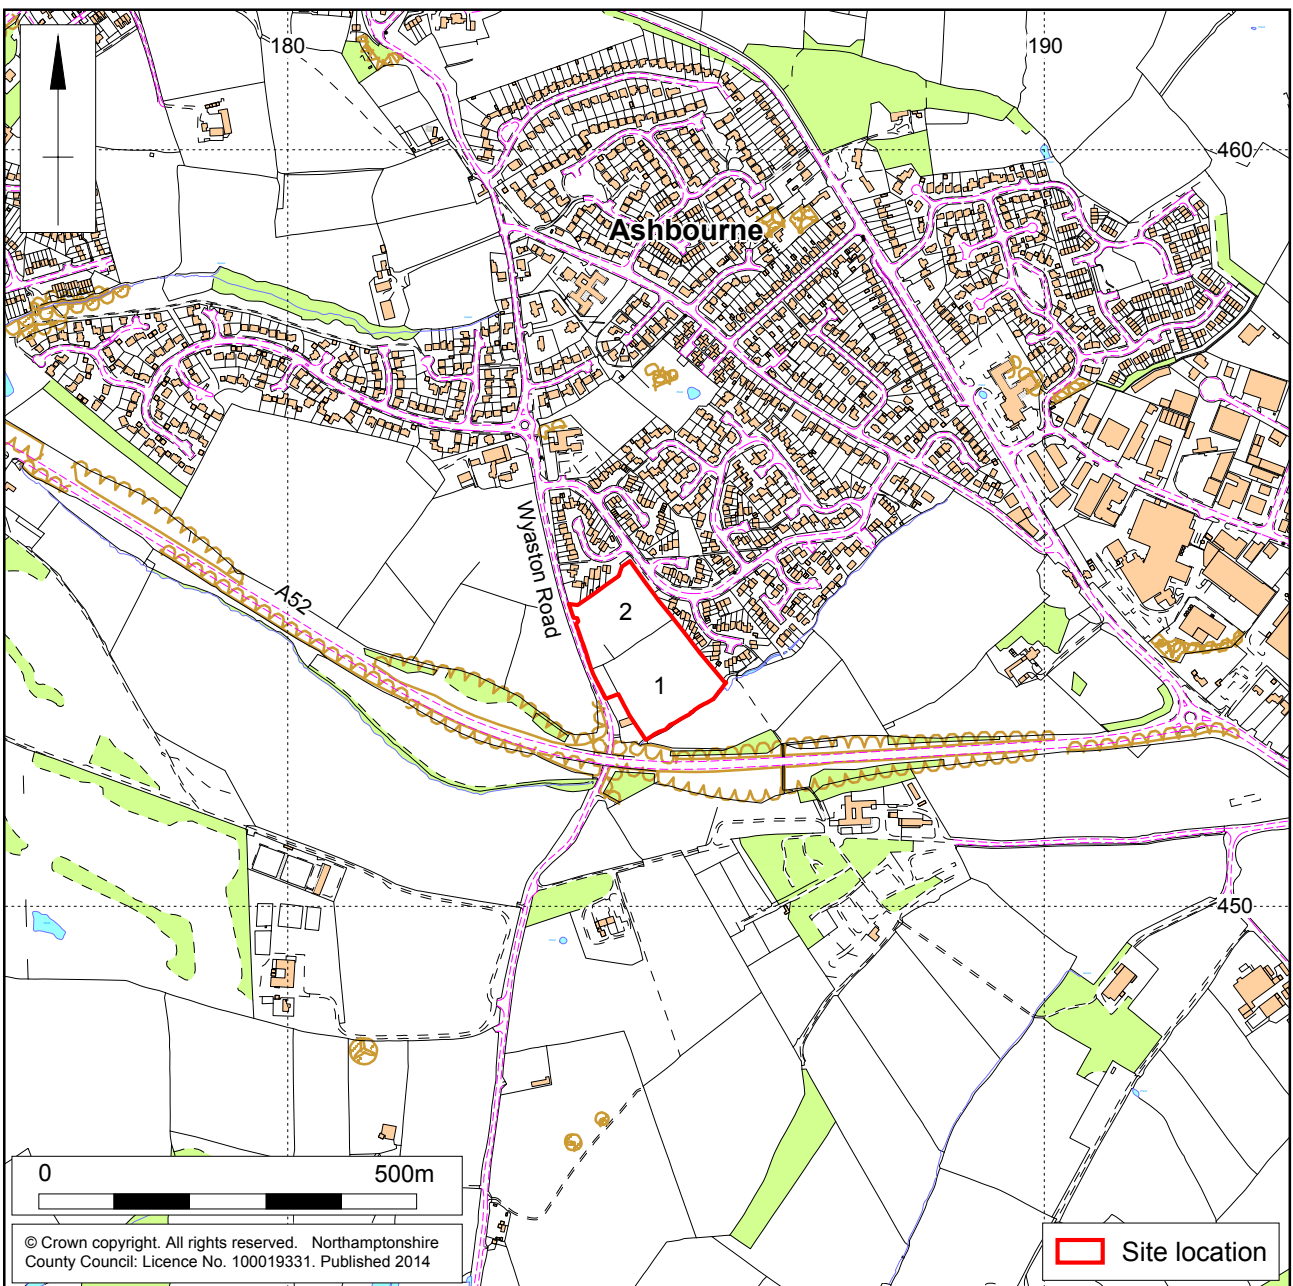 180
190
460
Ashbourne
Wyaston Road
A52
2
1
450
0 500m
© Crown copyright. All rights reserved. Northamptonshire
County Council: Licence No. 100019331. Published 2014
Site location